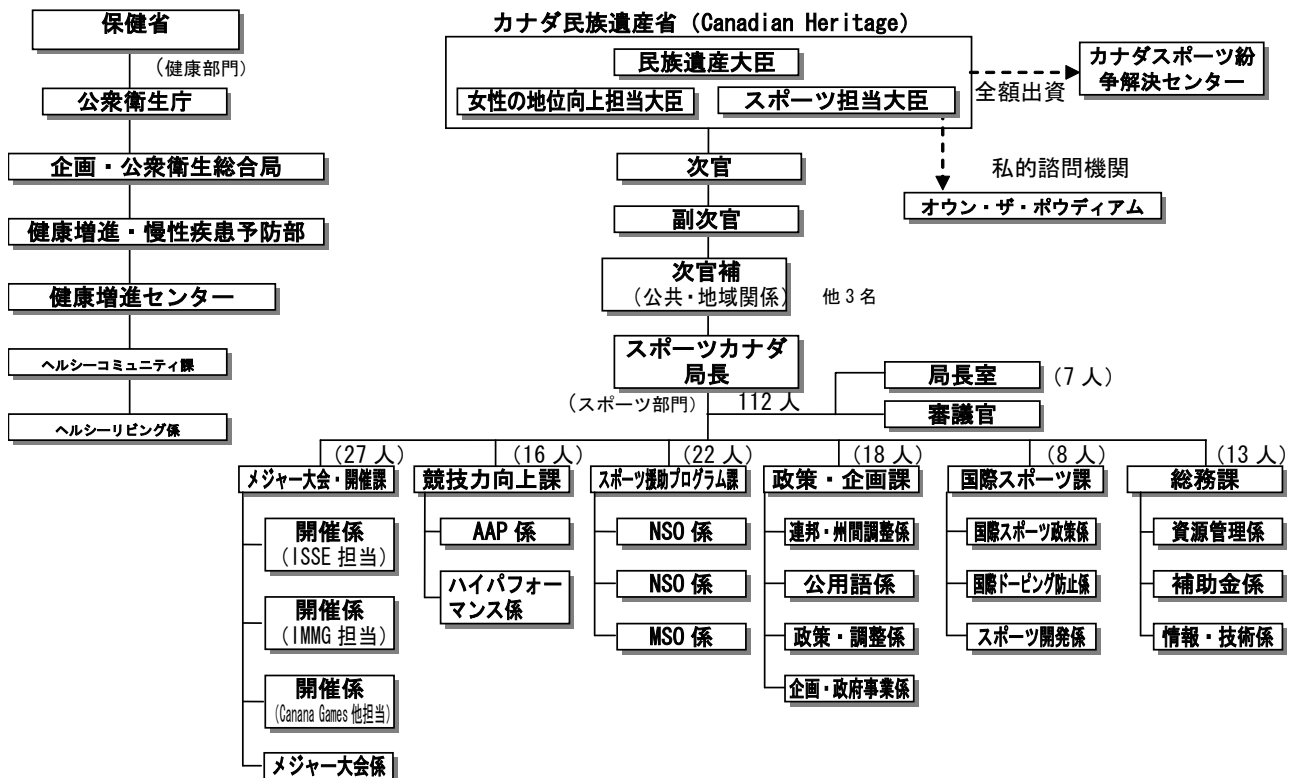 保健省
(健康部門)
公衆衛生庁
企画・公衆衛生総合局
健康増進・慢性疾患予防部
健康増進センター
ヘルシーコミュニティ課
ヘルシーリビング係
カナダ民族遺産省 (Canadian Heritage)
民族遺産大臣
女性の地位向上担当大臣
スポーツ担当大臣
全額出資
カナダスポーツ紛
争解決センター
私的諮問機関
オウン・ザ・ポウディアム
次官
副次官
次官補
(公共・地域関係)
他 3 名
スポーツカナダ
局長
(スポーツ部門)
112 人
局長室
(7 人)
審議官
(27 人)
メジャー大会・開催課
開催係
(ISSE 担当)
開催係
(IMMG 担当)
開催係
(Canana Games 他担当)
メジャー大会係
(16 人)
競技力向上課
AAP 係
ハイパフォー
マンス係
(22 人)
スポーツ援助プログラム課
NSO 係
NSO 係
MSO 係
(18 人)
政策・企画課
連邦・州間調整係
公用語係
政策・調整係
企画・政府事業係
(8 人)
国際スポーツ課
国際スポーツ政策係
国際ドーピング防止係
スポーツ開発係
(13 人)
総務課
資源管理係
補助金係
情報・技術係